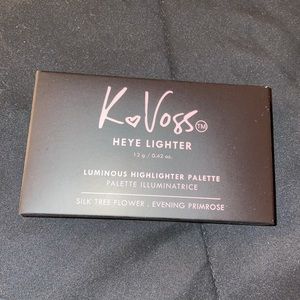 K♡Voss™
HEYE LIGHTER
12 g / 0.42 oz.
LUMINOUS HIGHLIGHTER PALETTE
PALETTE ILLUMINATRICE
SILK TREE FLOWER . EVENING PRIMROSE